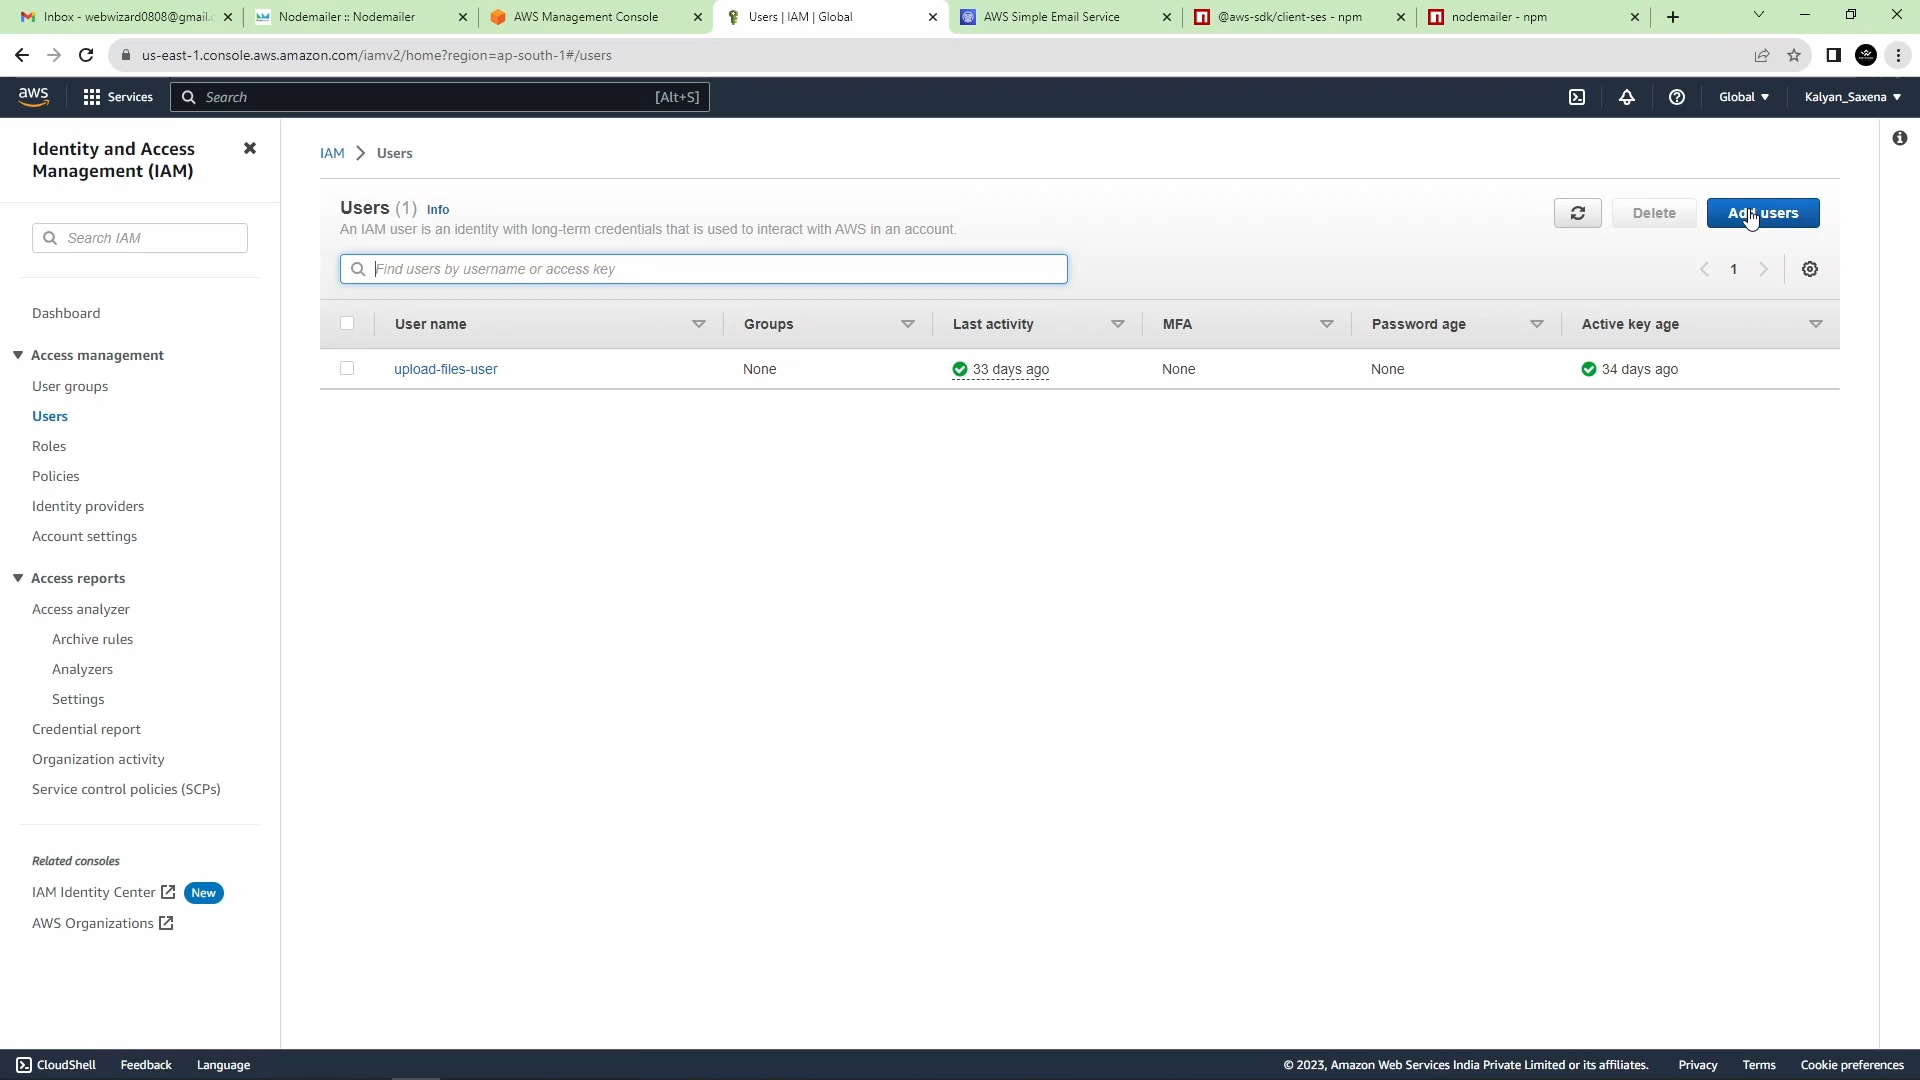 Inbox - webwizard0808@gmail.c
Nodemailer :: Nodemailer
AWS Management Console
Users | IAM | Global
AWS Simple Email Service
@aws-sdk/client-ses - npm
nodemailer - npm
us-east-1.console.aws.amazon.com/iamv2/home?region=ap-south-1#/users
aws
Services
Search
[Alt+S]
Global
Kalyan_Saxena
Identity and Access
Management (IAM)
Search IAM
Dashboard
Access management
User groups
Users
Roles
Policies
Identity providers
Account settings
Access reports
Access analyzer
Archive rules
Analyzers
Settings
Credential report
Organization activity
Service control policies (SCPs)
Related consoles
IAM Identity Center New
AWS Organizations
IAM > Users
Users (1) Info
An IAM user is an identity with long-term credentials that is used to interact with AWS in an account.
Delete
Add users
Find users by username or access key
1
User name Groups Last activity MFA Password age Active key age
upload-files-user None 33 days ago None None 34 days ago
CloudShell Feedback Language
© 2023, Amazon Web Services India Private Limited or its affiliates. Privacy Terms Cookie preferences